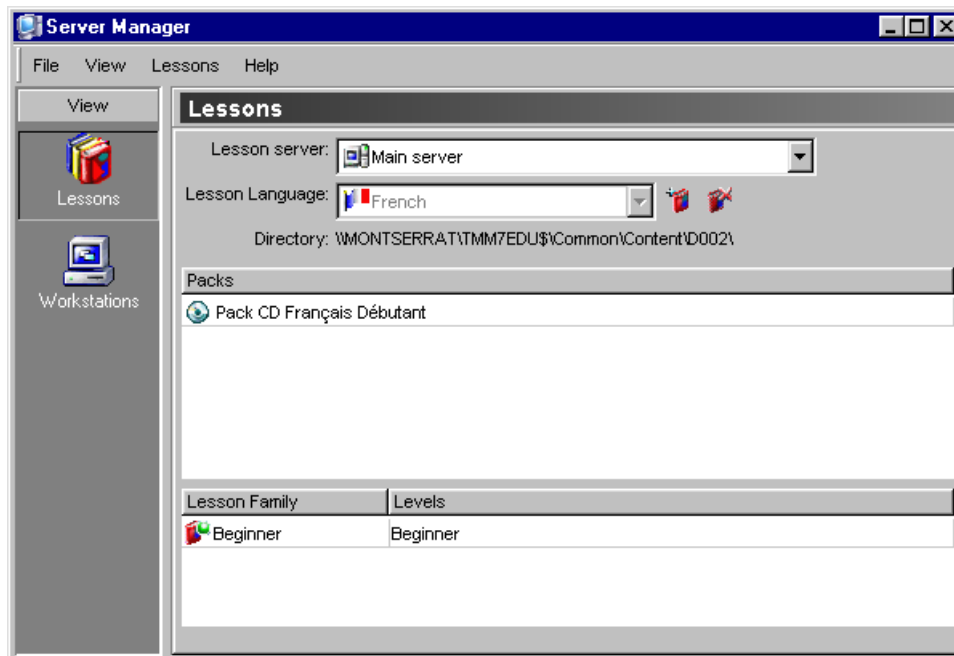 Server Manager
File View Lessons Help
View
Lessons
Lessons
Workstations
Lesson server: Main server
Lesson Language: French
Directory: \\MONTSERRAT\TMM7EDU$\Common\Content\D002\
Packs
Pack CD Français Débutant
Lesson Family Levels
Beginner Beginner